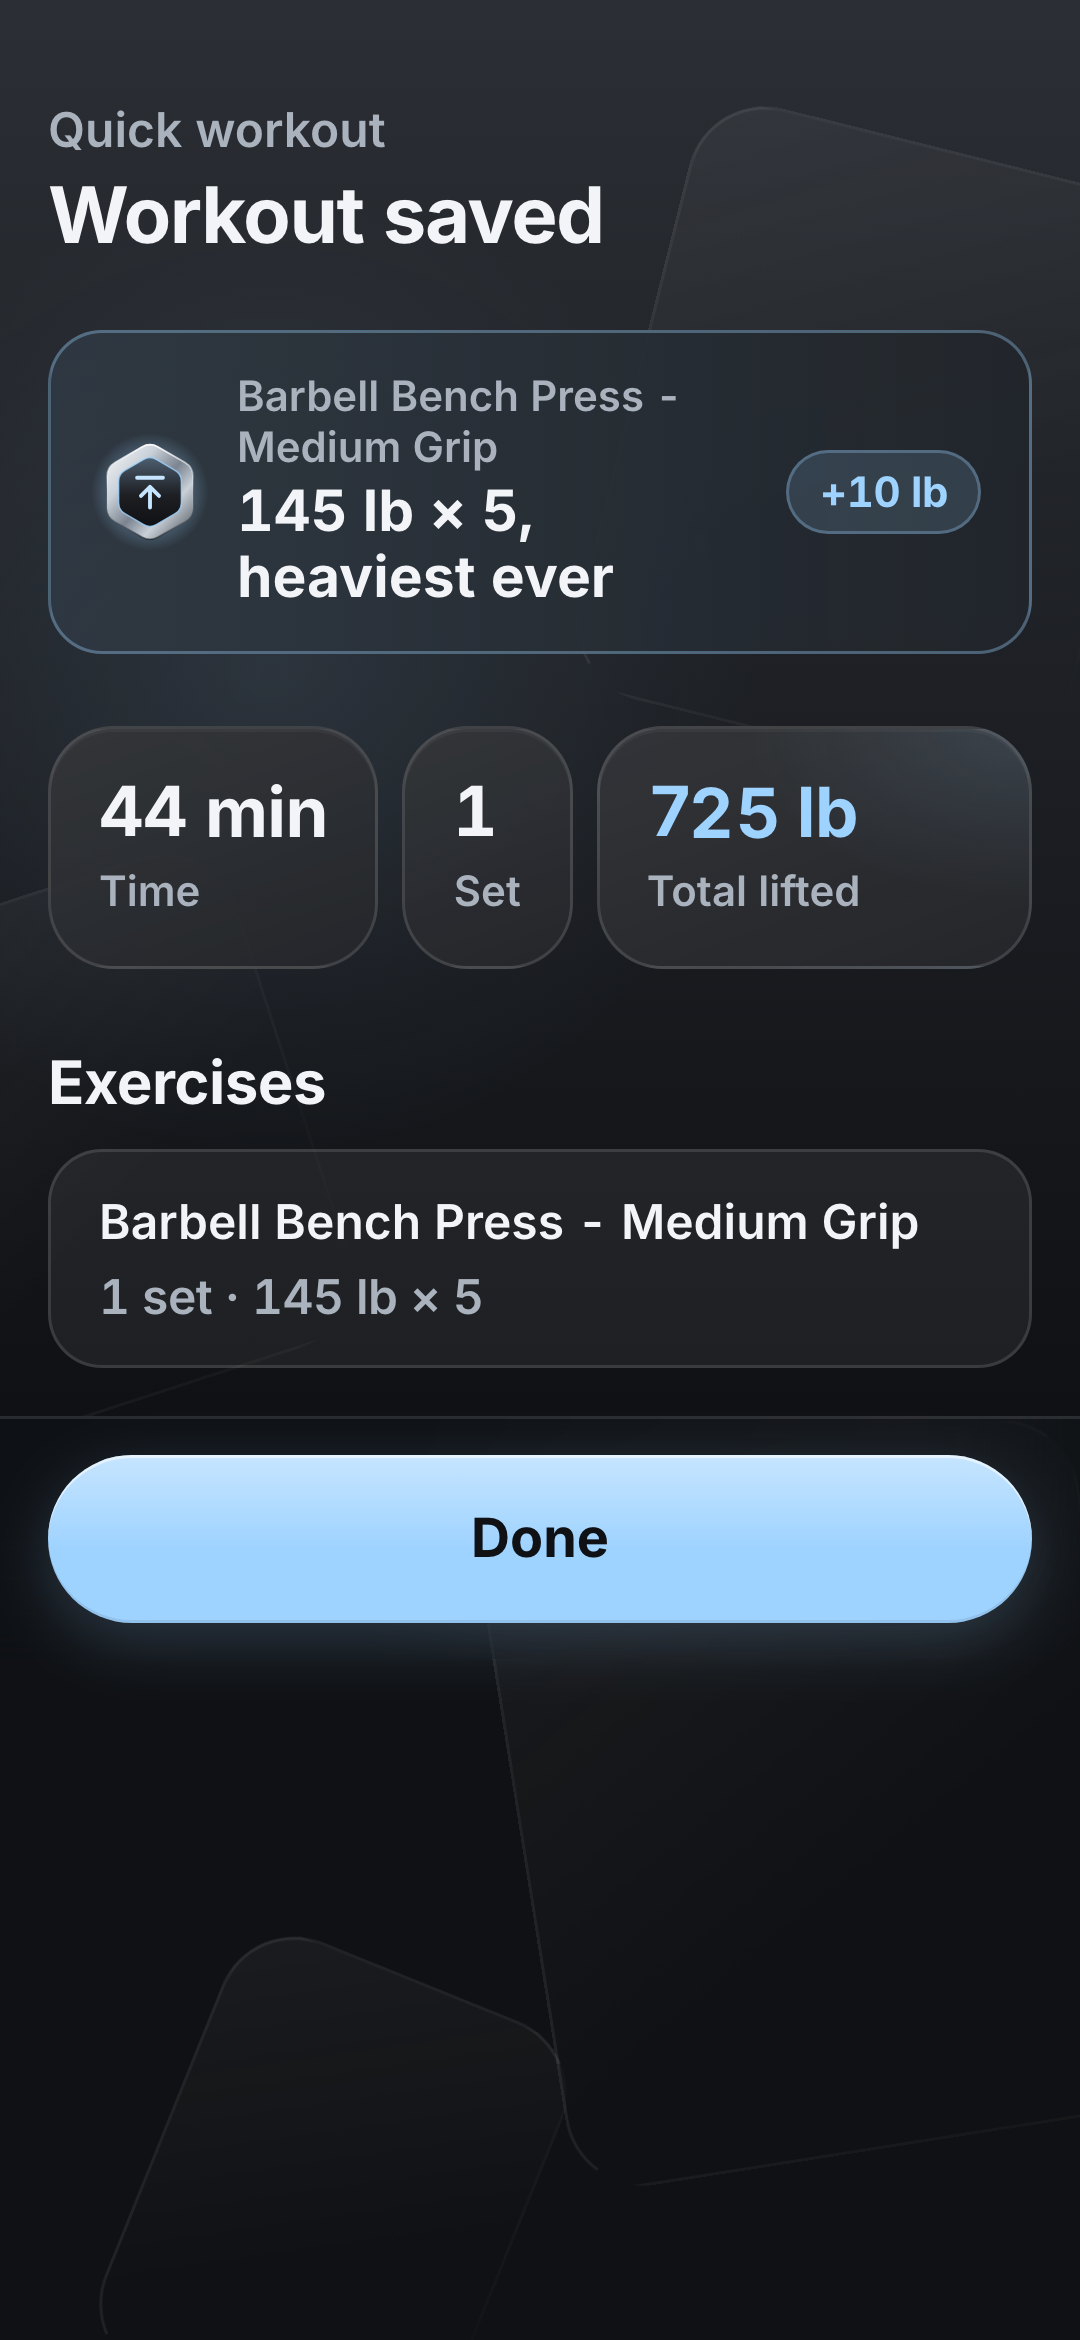 Quick workout
Workout saved
Barbell Bench Press -
Medium Grip
145 lb × 5,
heaviest ever
+10 lb
44 min
Time
1
Set
725 lb
Total lifted
Exercises
Barbell Bench Press - Medium Grip
1 set · 145 lb × 5
Done